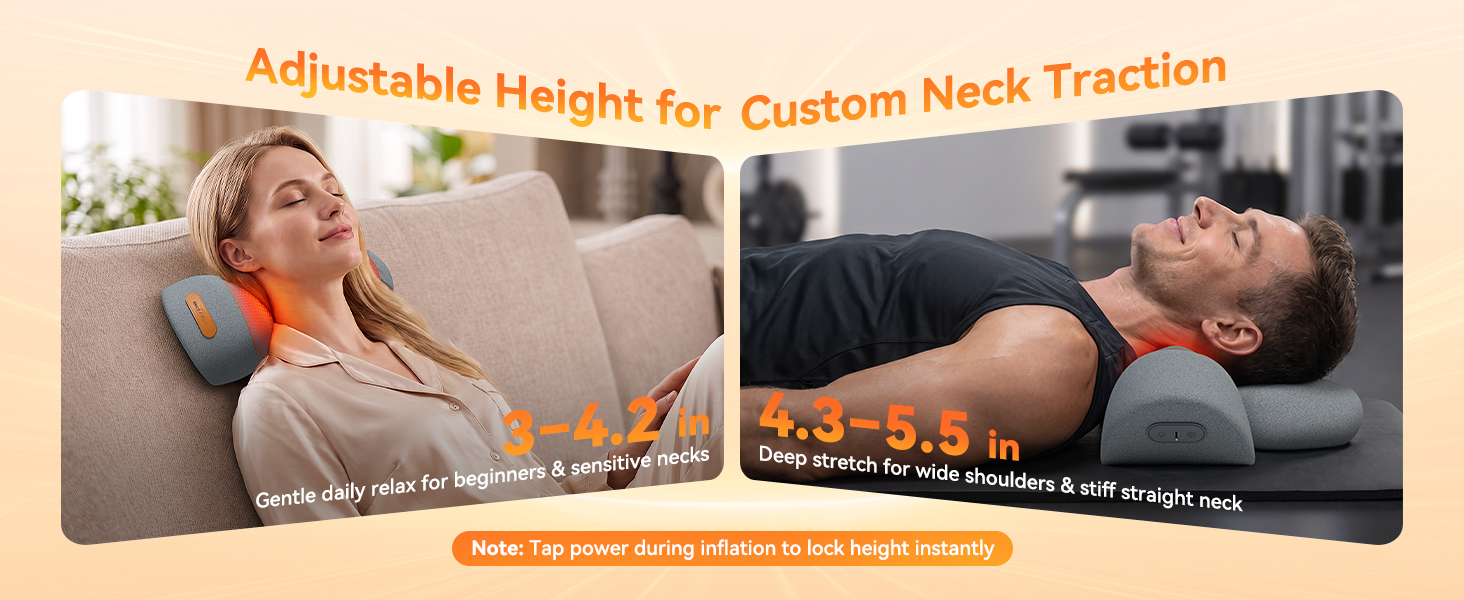 Adjustable Height for Custom Neck Traction
3–4.2 in
Gentle daily relax for beginners & sensitive necks
4.3–5.5 in
Deep stretch for wide shoulders & stiff straight neck
Note: Tap power during inflation to lock height instantly